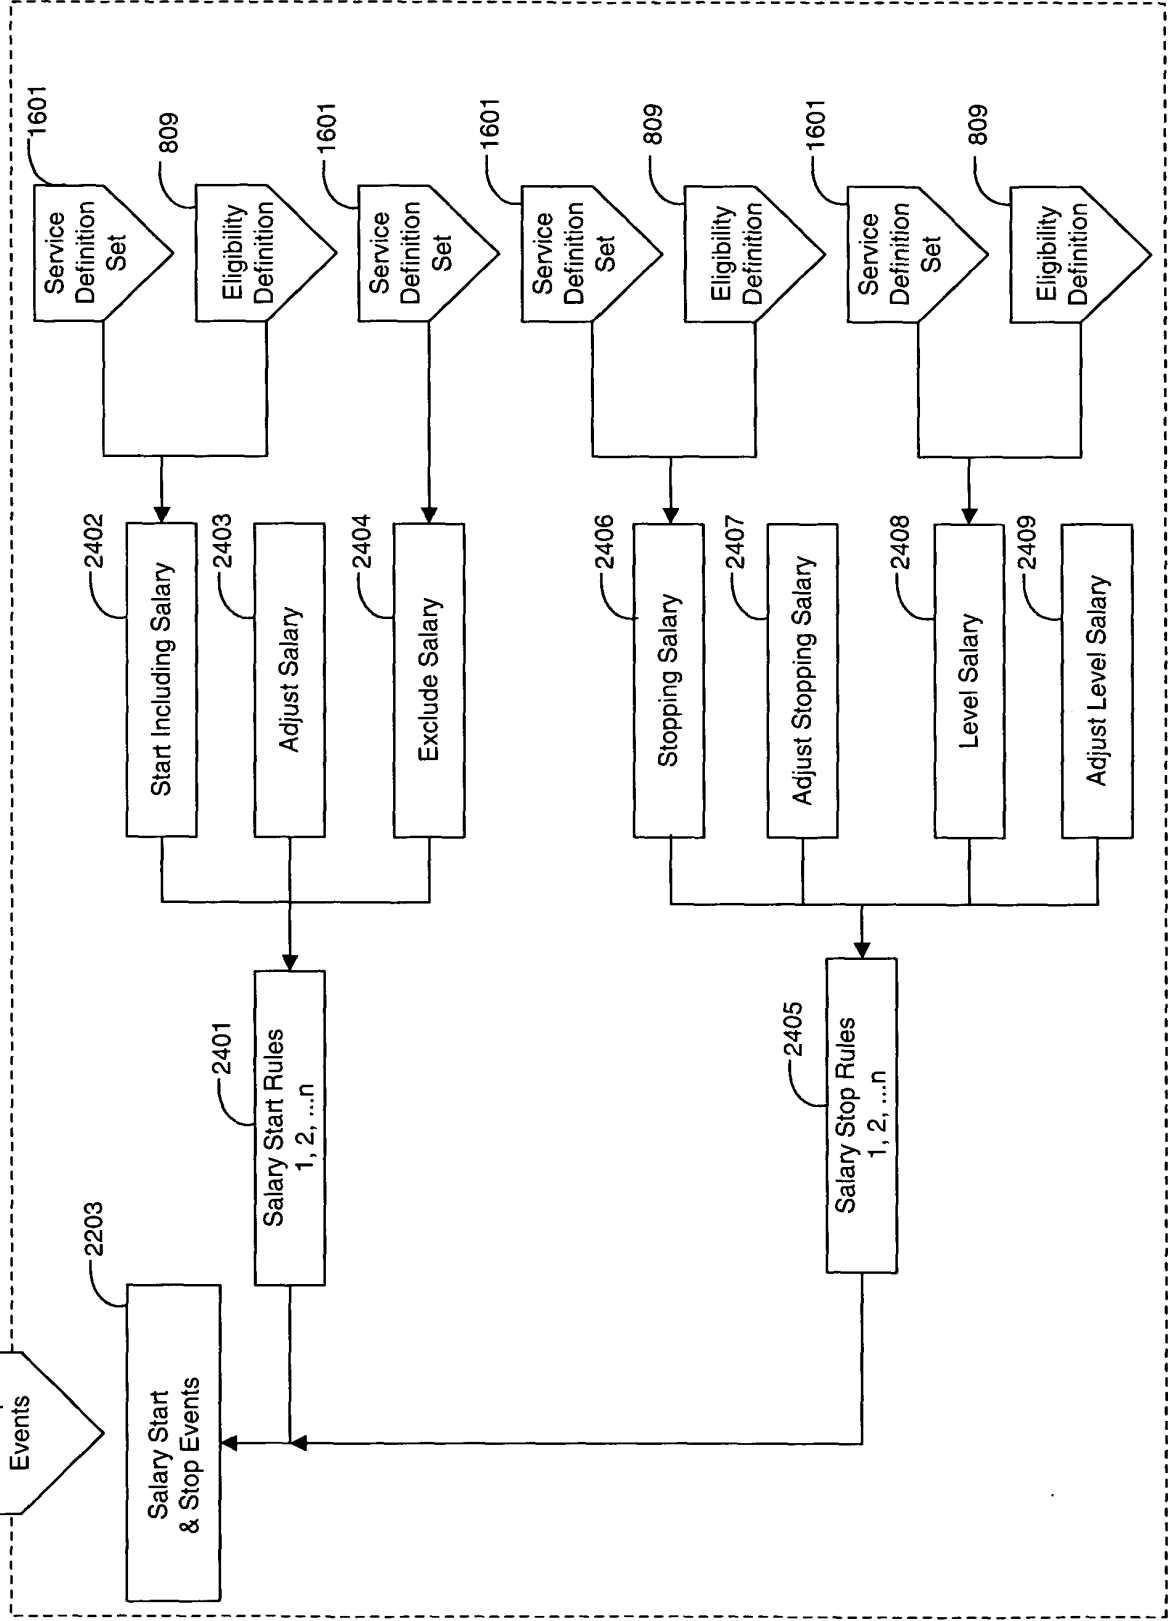 Events
Salary Start
& Stop Events
2203
Salary Start Rules
1, 2, ...n
2401
Salary Stop Rules
1, 2, ...n
2405
Start Including Salary
2402
Adjust Salary
2403
Exclude Salary
2404
Stopping Salary
2406
Adjust Stopping Salary
2407
Level Salary
2408
Adjust Level Salary
2409
Service
Definition
Set
1601
Eligibility
Definition
809
Service
Definition
Set
1601
Service
Definition
Set
1601
Eligibility
Definition
809
Service
Definition
Set
1601
Eligibility
Definition
809